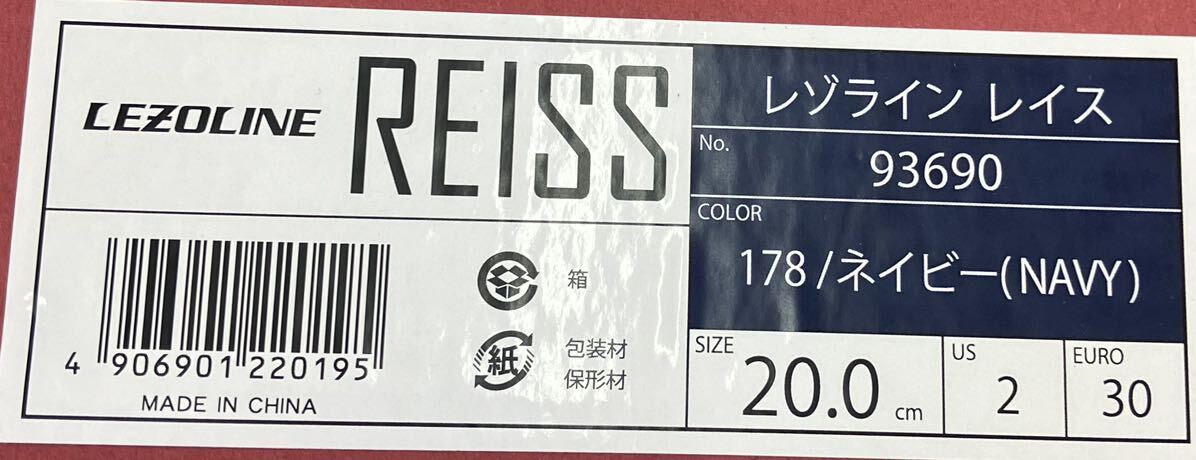 LEZOLINE REISS
レゾライン レイス
No.
93690
COLOR
178/ネイビー(NAVY)
箱
紙 包装材
保形材
4 906901 220195
MADE IN CHINA
SIZE
20.0 cm
US
2
EURO
30